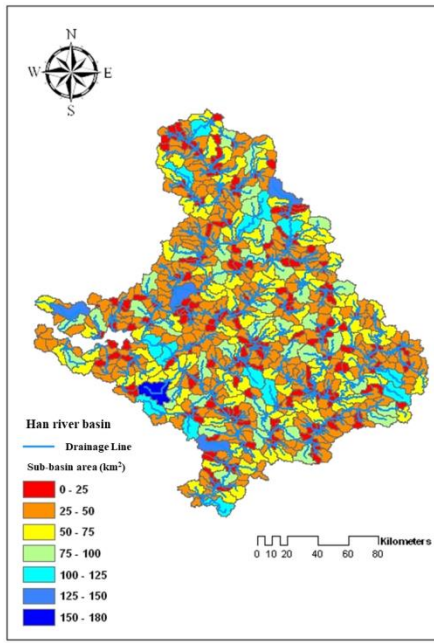 N
W E
S
Han river basin
Drainage Line
Sub-basin area (km²)
0 - 25
25 - 50
50 - 75
75 - 100
100 - 125
125 - 150
150 - 180
Kilometers
0 10 20 40 60 80